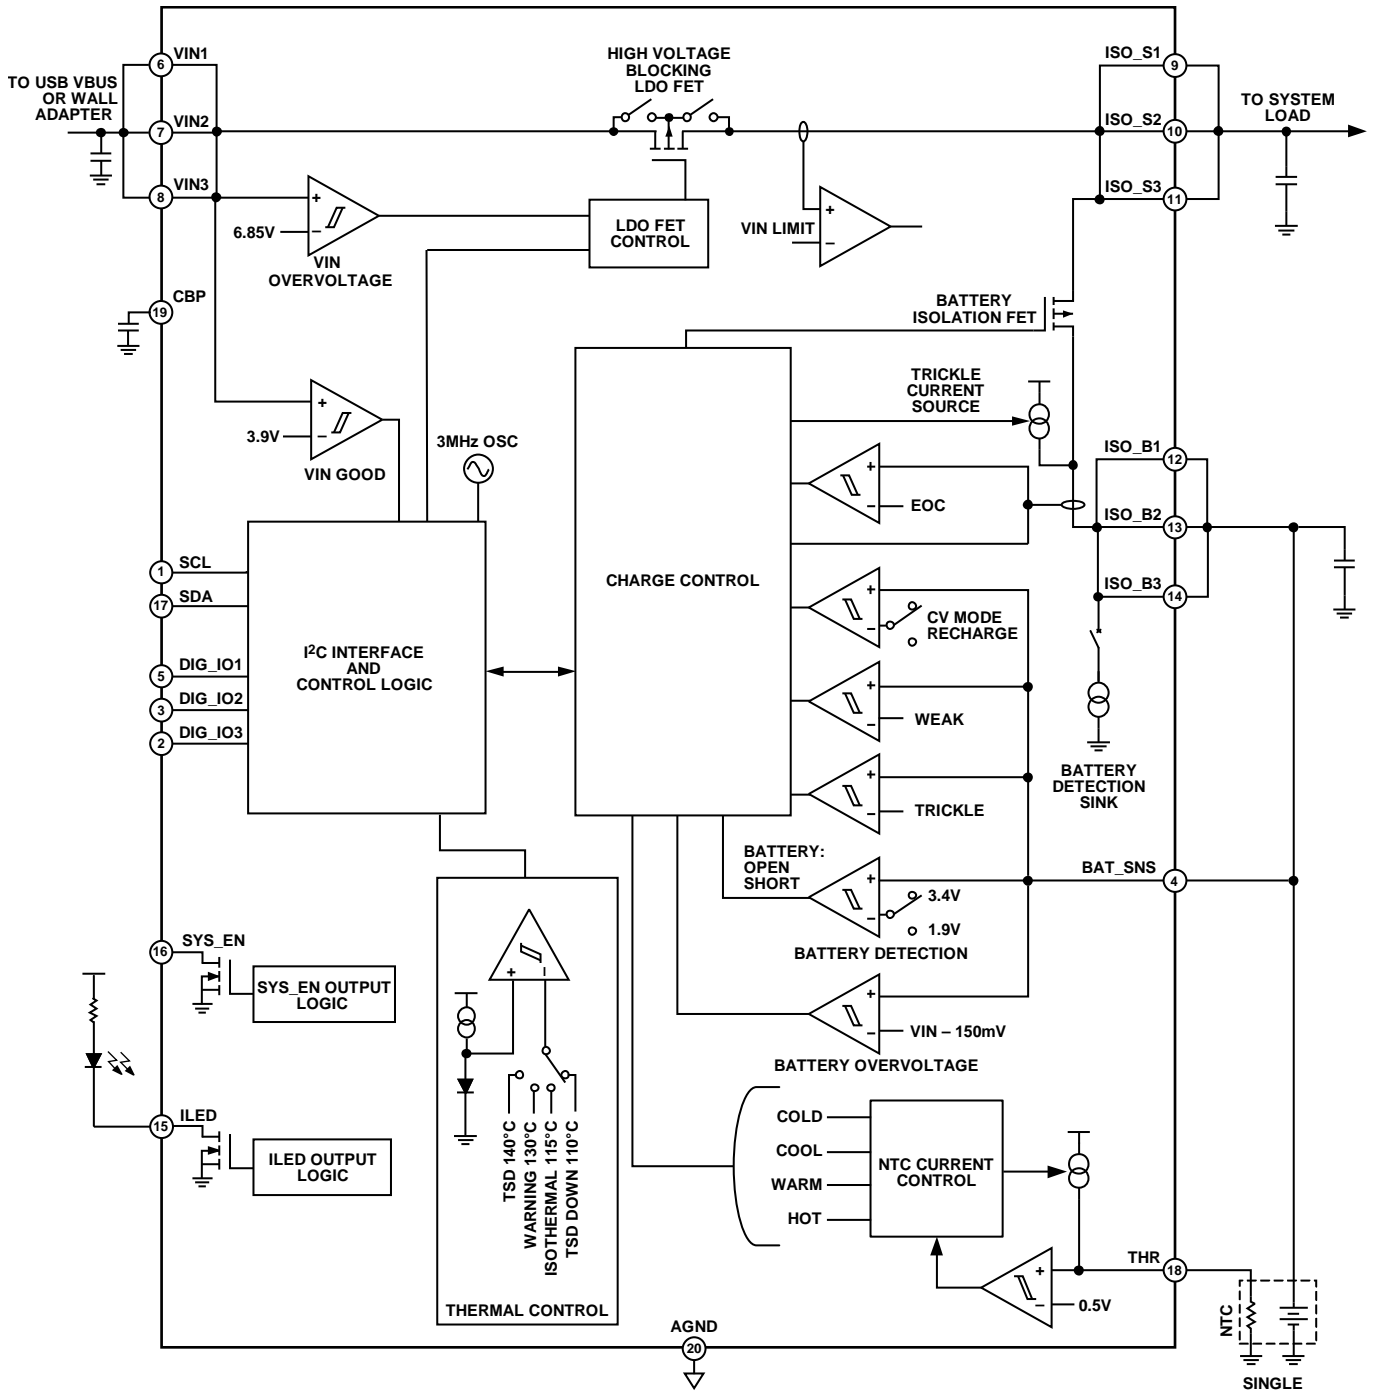 TO USB VBUS
OR WALL
ADAPTER
6
VIN1
7
VIN2
8
VIN3
HIGH VOLTAGE
BLOCKING
LDO FET
ISO_S1
9
ISO_S2
10
ISO_S3
11
TO SYSTEM
LOAD
+
6.85V
–
VIN
OVERVOLTAGE
LDO FET
CONTROL
VIN LIMIT
+
–
CBP
19
BATTERY
ISOLATION FET
+
3.9V
–
VIN GOOD
3MHz OSC
TRICKLE
CURRENT
SOURCE
ISO_B1
12
ISO_B2
13
ISO_B3
14
+
–
EOC
CHARGE CONTROL
1
SCL
17
SDA
5
DIG_IO1
3
DIG_IO2
2
DIG_IO3
I2C INTERFACE
AND
CONTROL LOGIC
+
–
CV MODE
RECHARGE
+
–
WEAK
+
–
TRICKLE
BATTERY
DETECTION
SINK
BATTERY:
OPEN
SHORT
+
–
3.4V
1.9V
BATTERY DETECTION
BAT_SNS
4
+
–
VIN – 150mV
BATTERY OVERVOLTAGE
16
SYS_EN
SYS_EN OUTPUT
LOGIC
15
ILED
ILED OUTPUT
LOGIC
+
–
TSD 140°C
WARNING 130°C
ISOTHERMAL 115°C
TSD DOWN 110°C
THERMAL CONTROL
COLD
COOL
WARM
HOT
NTC CURRENT
CONTROL
+
–
0.5V
THR
18
NTC
AGND
20
SINGLE